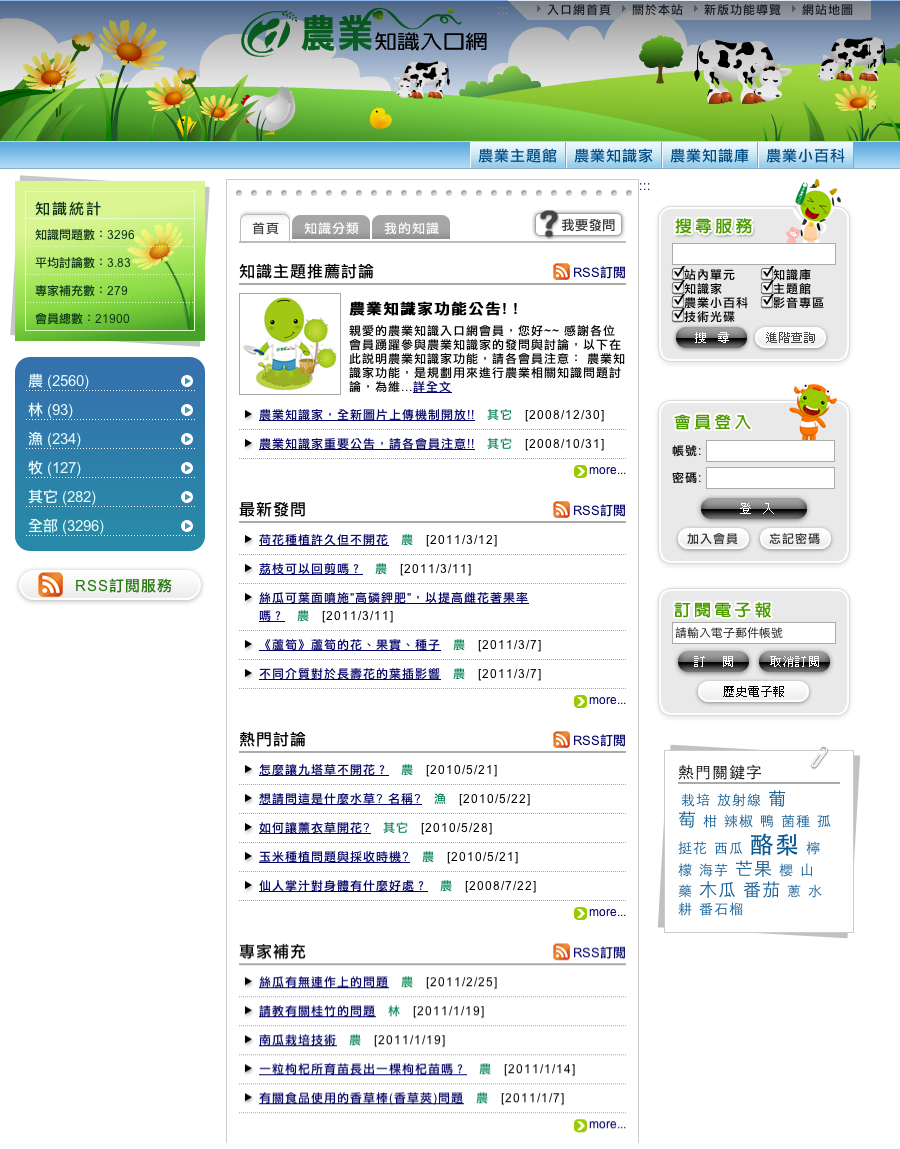 ::: 入口網首頁 關於本站 新版功能導覽 網站地圖
農業知識入口網
農業主題館 農業知識家 農業知識庫 農業小百科
知識統計
知識問題數：3296
平均討論數：3.83
專家補充數：279
會員總數：21900
農 (2560)
林 (93)
漁 (234)
牧 (127)
其它 (282)
全部 (3296)
RSS訂閱服務
首頁 知識分類 我的知識 我要發問
知識主題推薦討論 RSS訂閱
農業知識家功能公告! !
親愛的農業知識入口網會員，您好~~ 感謝各位
會員踴躍參與農業知識家的發問與討論，以下在
此說明農業知識家功能，請各會員注意： 農業知
識家功能，是規劃用來進行農業相關知識問題討
論，為維...詳全文
農業知識家，全新圖片上傳機制開放!! 其它 [2008/12/30]
農業知識家重要公告，請各會員注意!! 其它 [2008/10/31]
more...
最新發問 RSS訂閱
荷花種植許久但不開花 農 [2011/3/12]
荔枝可以回剪嗎？ 農 [2011/3/11]
絲瓜可葉面噴施"高磷鉀肥"，以提高雌花著果率
嗎？ 農 [2011/3/11]
《蘆筍》蘆筍的花、果實、種子 農 [2011/3/7]
不同介質對於長壽花的葉插影響 農 [2011/3/7]
more...
熱門討論 RSS訂閱
怎麼讓九塔草不開花？ 農 [2010/5/21]
想請問這是什麼水草? 名稱? 漁 [2010/5/22]
如何讓薰衣草開花? 其它 [2010/5/28]
玉米種植問題與採收時機? 農 [2010/5/21]
仙人掌汁對身體有什麼好處？ 農 [2008/7/22]
more...
專家補充 RSS訂閱
絲瓜有無連作上的問題 農 [2011/2/25]
請教有關桂竹的問題 林 [2011/1/19]
南瓜栽培技術 農 [2011/1/19]
一粒枸杞所育苗長出一棵枸杞苗嗎？ 農 [2011/1/14]
有關食品使用的香草棒(香草莢)問題 農 [2011/1/7]
more...
:::
搜尋服務
站內單元 知識庫
知識家 主題館
農業小百科 影音專區
技術光碟
搜 尋 進階查詢
會員登入
帳號:
密碼:
登 入
加入會員 忘記密碼
訂閱電子報
請輸入電子郵件帳號
訂 閱 取消訂閱
歷史電子報
熱門關鍵字
栽培 放射線 葡
萄 柑 辣椒 鴨 菌種 孤
挺花 西瓜 酪梨 檸
檬 海芋 芒果 櫻 山
藥 木瓜 番茄 蔥 水
耕 番石榴